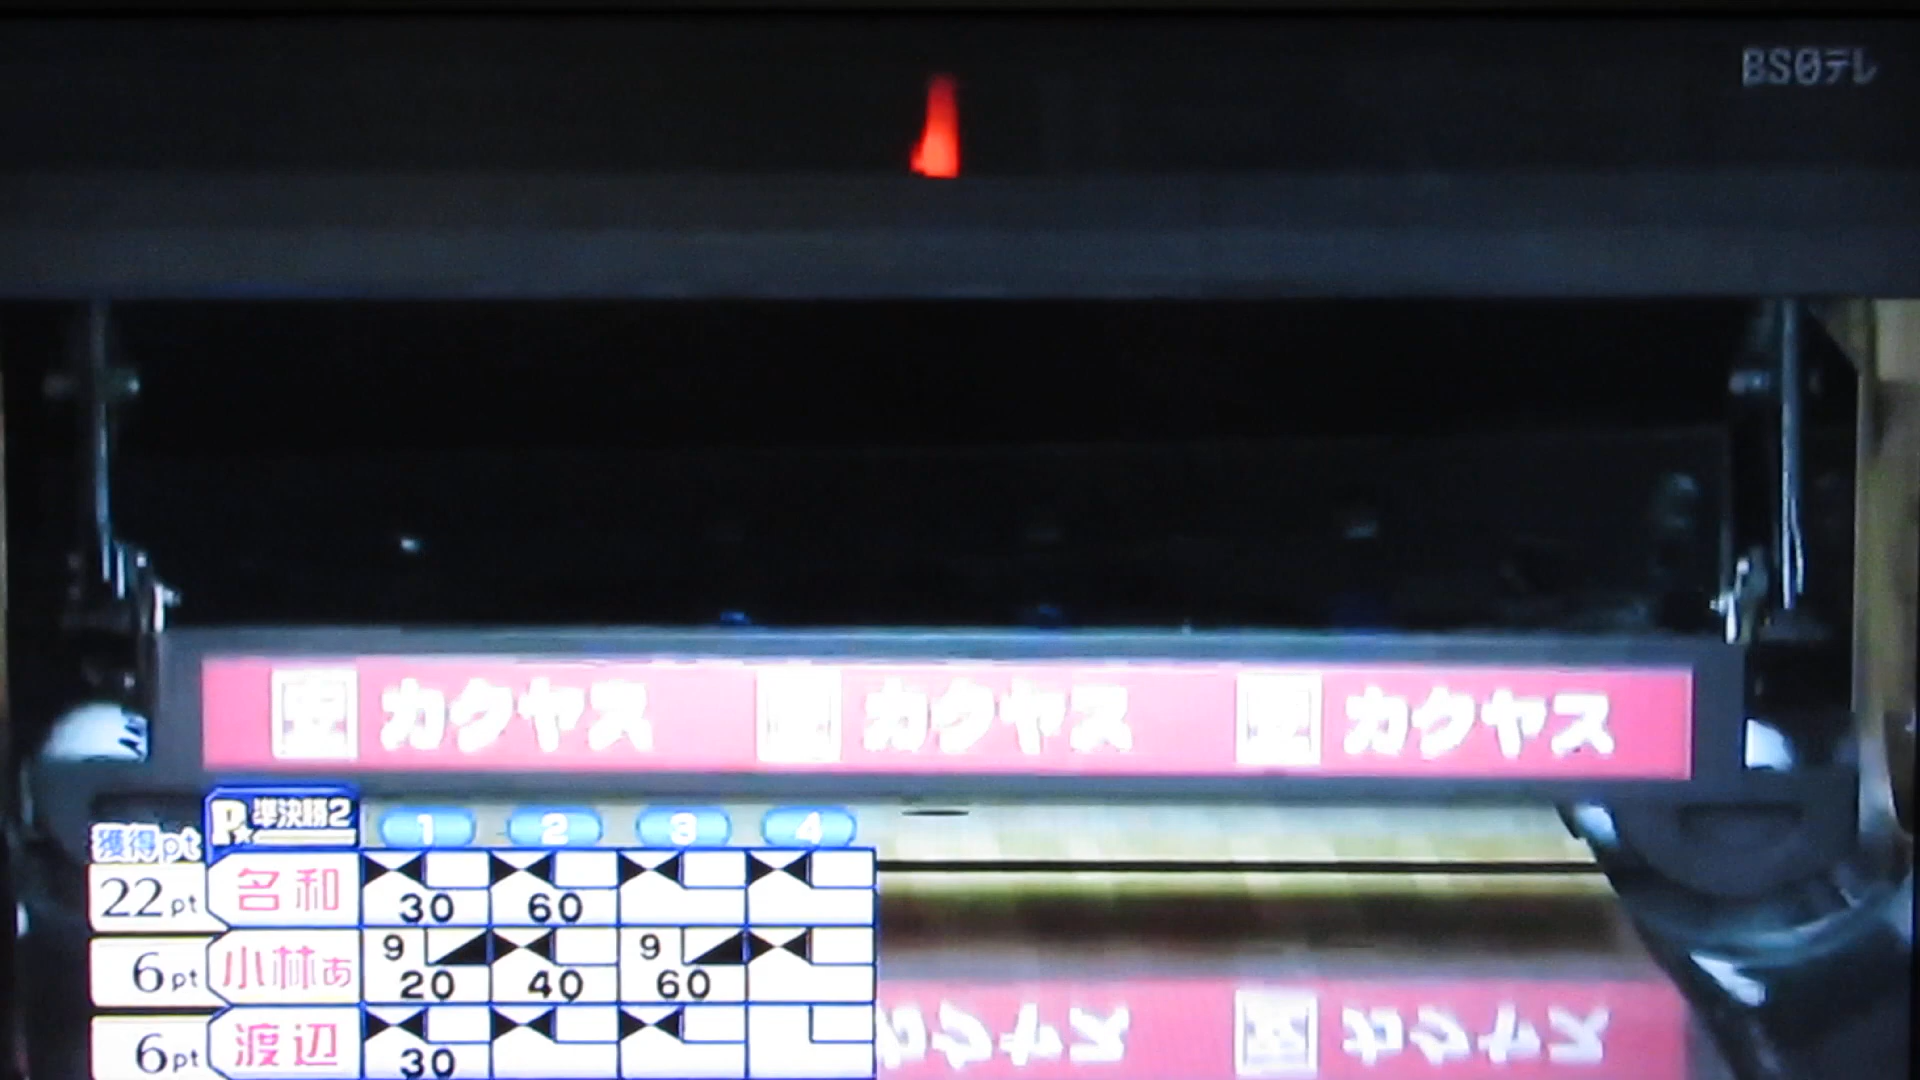 BS日テレ
安 カクヤス カクヤス 安 カクヤス
P★ 準決勝2 1 2 3 4
獲得pt
22pt 名和 30 60
6pt 小林あ 9 20 40 9 60
6pt 渡辺 30